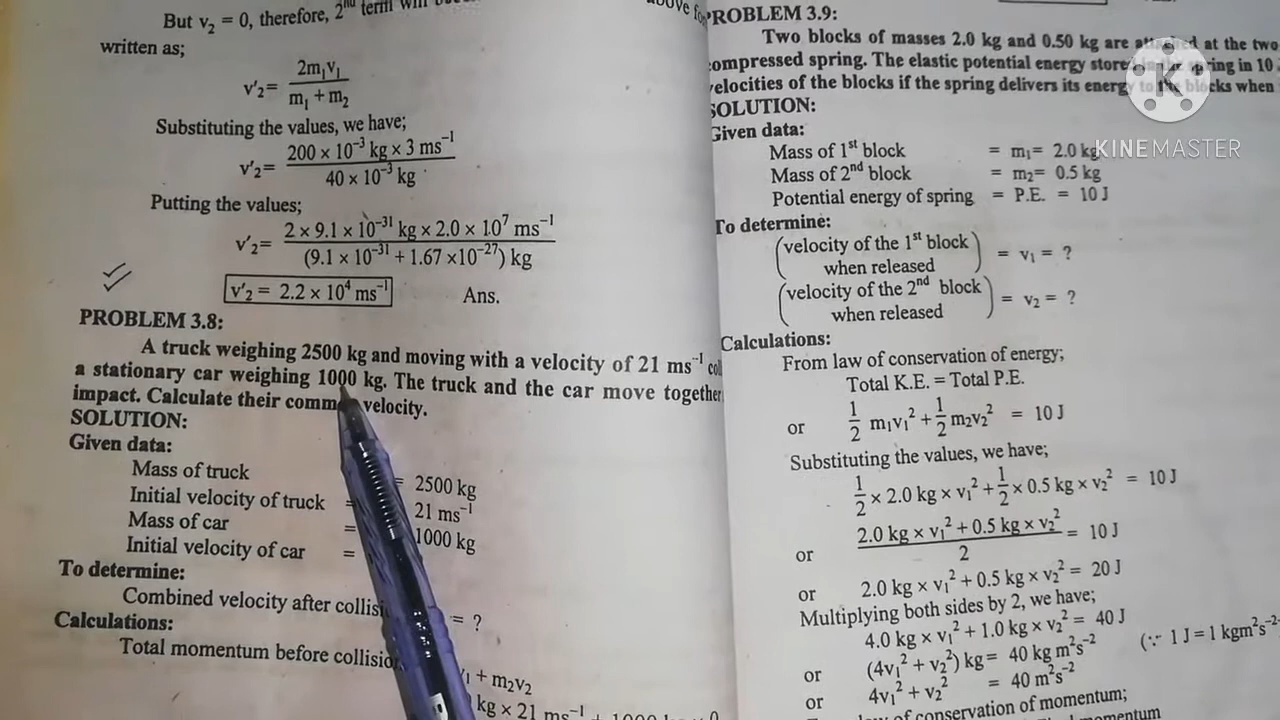 But v₂ = 0, therefore, 2nd term will
above
written as;
v'₂ = 2m₁v₁ / m₁ + m₂
Substituting the values, we have;
v'₂ = 200 × 10⁻³ kg × 3 ms⁻¹ / 40 × 10⁻³ kg
Putting the values;
v'₂ = 2 × 9.1 × 10⁻³¹ kg × 2.0 × 10⁷ ms⁻¹ / (9.1 × 10⁻³¹ + 1.67 × 10⁻²⁷) kg
v'₂ = 2.2 × 10⁴ ms⁻¹ Ans.
PROBLEM 3.8:
A truck weighing 2500 kg and moving with a velocity of 21 ms⁻¹
a stationary car weighing 1000 kg. The truck and the car move together
impact. Calculate their velocity.
SOLUTION:
Given data:
Mass of truck = 2500 kg
Initial velocity of truck = 21 ms⁻¹
Mass of car = 1000 kg
Initial velocity of car =
To determine:
Combined velocity after = ?
Calculations:
Total momentum before + m₂v₂
kg × 21 ms⁻¹
PROBLEM 3.9:
Two blocks of masses 2.0 kg and 0.50 kg are at the two
compressed spring. The elastic potential energy in 10
velocities of the blocks if the spring delivers its energy to the blocks when
SOLUTION:
Given data:
Mass of 1st block = m₁ = 2.0 kg
Mass of 2nd block = m₂ = 0.5 kg
Potential energy of spring = P.E. = 10 J
To determine:
(velocity of the 1st block
when released) = v₁ = ?
(velocity of the 2nd block
when released) = v₂ = ?
Calculations:
From law of conservation of energy;
Total K.E. = Total P.E.
or 1/2 m₁v₁² + 1/2 m₂v₂² = 10 J
Substituting the values, we have;
1/2 × 2.0 kg × v₁² + 1/2 × 0.5 kg × v₂² = 10 J
or 2.0 kg × v₁² + 0.5 kg × v₂² / 2 = 10 J
or 2.0 kg × v₁² + 0.5 kg × v₂² = 20 J
Multiplying both sides by 2, we have;
4.0 kg × v₁² + 1.0 kg × v₂² = 40 J
or (4v₁² + v₂²) kg = 40 kg m²s⁻² (∵ 1 J = 1 kgm²s⁻²
or 4v₁² + v₂² = 40 m²s⁻²
law of conservation of momentum;
momentum
K
KINEMASTER